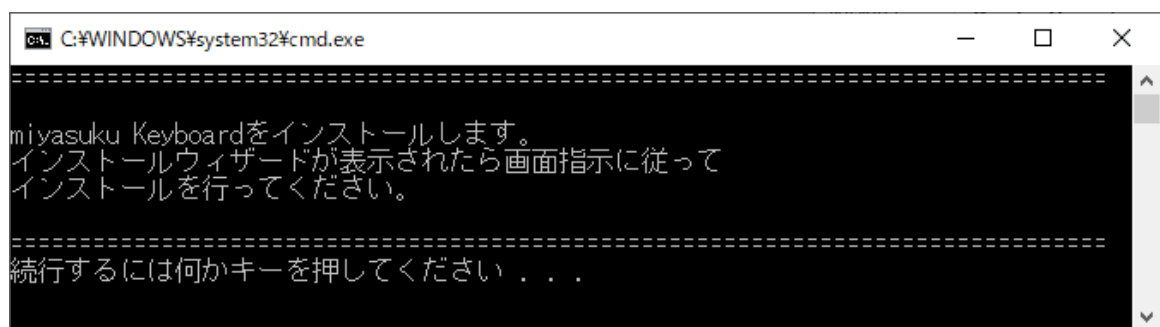 C:¥WINDOWS¥system32¥cmd.exe
================================================================================
miyasuku Keyboardをインストールします。
インストールウィザードが表示されたら画面指示に従って
インストールを行ってください。
================================================================================
続行するには何かキーを押してください . . .